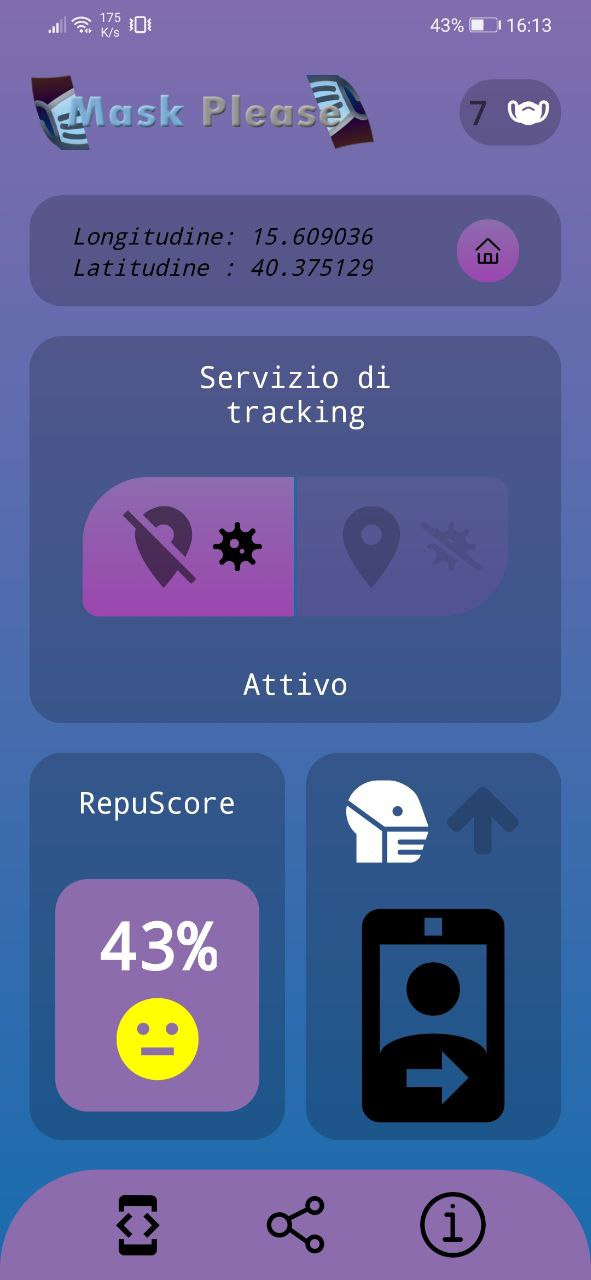 175
K/s
43%
16:13
Mask Please
7
Longitudine: 15.609036
Latitudine : 40.375129
Servizio di
tracking
Attivo
RepuScore
43%